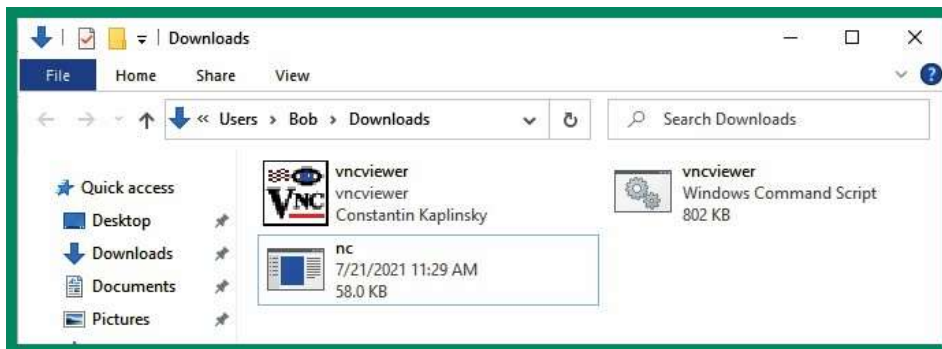 Downloads
File Home Share View
« Users › Bob › Downloads
Search Downloads
Quick access
Desktop
Downloads
Documents
Pictures
VNC
vncviewer
vncviewer
Constantin Kaplinsky
vncviewer
Windows Command Script
802 KB
nc
7/21/2021 11:29 AM
58.0 KB